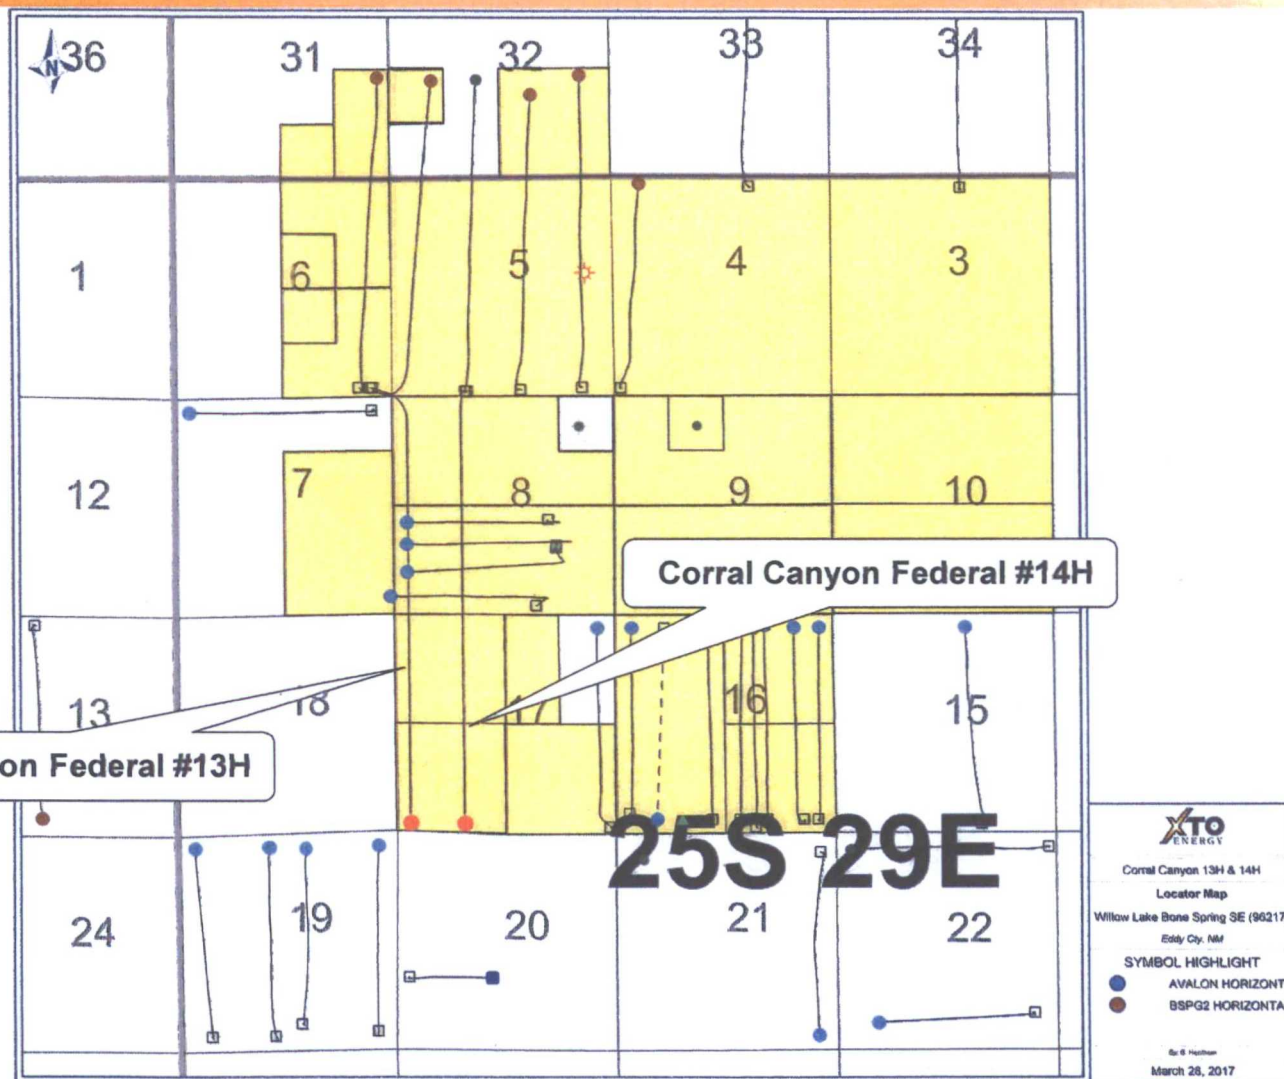 N
36
31
32
33
34
1
6
5
4
3
12
7
8
9
10
Corral Canyon Federal #14H
13
18
17
16
15
on Federal #13H
25S 29E
24
19
20
21
22
XTO
ENERGY
Corral Canyon 13H & 14H
Locator Map
Willow Lake Bone Spring SE (96217
Eddy Cty, NM
SYMBOL HIGHLIGHT
AVALON HORIZONT
BSPG2 HORIZONTA
March 28, 2017